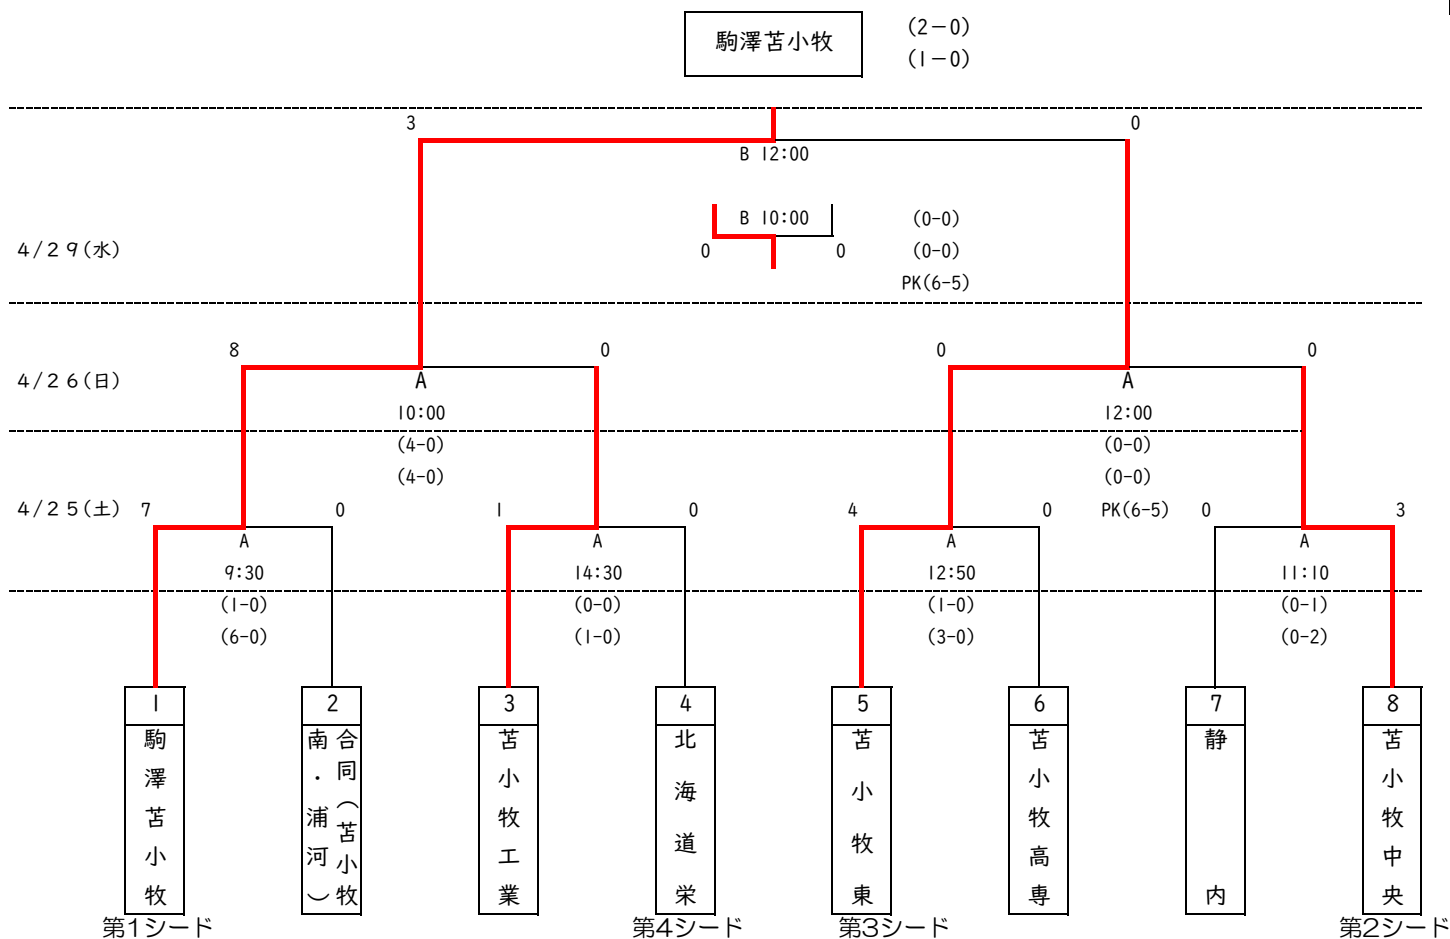 駒澤苫小牧
(2−0)
(1−0)
3
0
B 12:00
B 10:00
(0-0)
4/29(水)
0
0
(0-0)
PK(6-5)
8
0
0
0
4/26(日)
A
A
10:00
12:00
(4-0)
(0-0)
(4-0)
(0-0)
4/25(土)
7
0
1
0
4
0
PK(6-5)
0
3
A
A
A
A
9:30
14:30
12:50
11:10
(1-0)
(0-0)
(1-0)
(0-1)
(6-0)
(1-0)
(3-0)
(0-2)
1
2
3
4
5
6
7
8
駒澤苫小牧
合同(苫小牧
南・浦河)
苫小牧工業
北海道栄
苫小牧東
苫小牧高専
静内
苫小牧中央
第1シード
第4シード
第3シード
第2シード